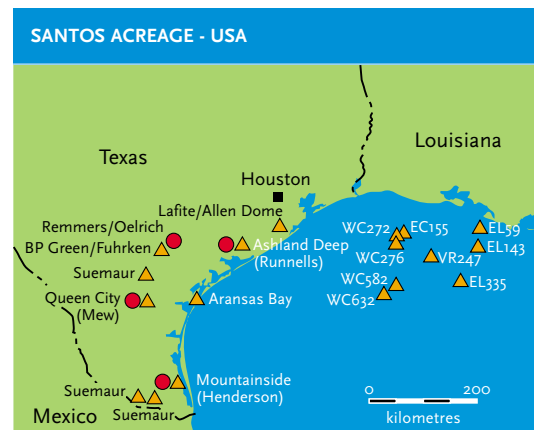 SANTOS ACREAGE - USA
Louisiana
Texas
Houston
Lafite/Allen Dome
Remmers/Oelrich
BP Green/Fuhrken
Ashland Deep
(Runnells)
Suemaur
Queen City
(Mew)
Aransas Bay
WC272
EC155
EL59
WC276
VR247
EL143
WC582
EL335
WC632
Mountainside
(Henderson)
Suemaur
Suemaur
Mexico
0 200
kilometres